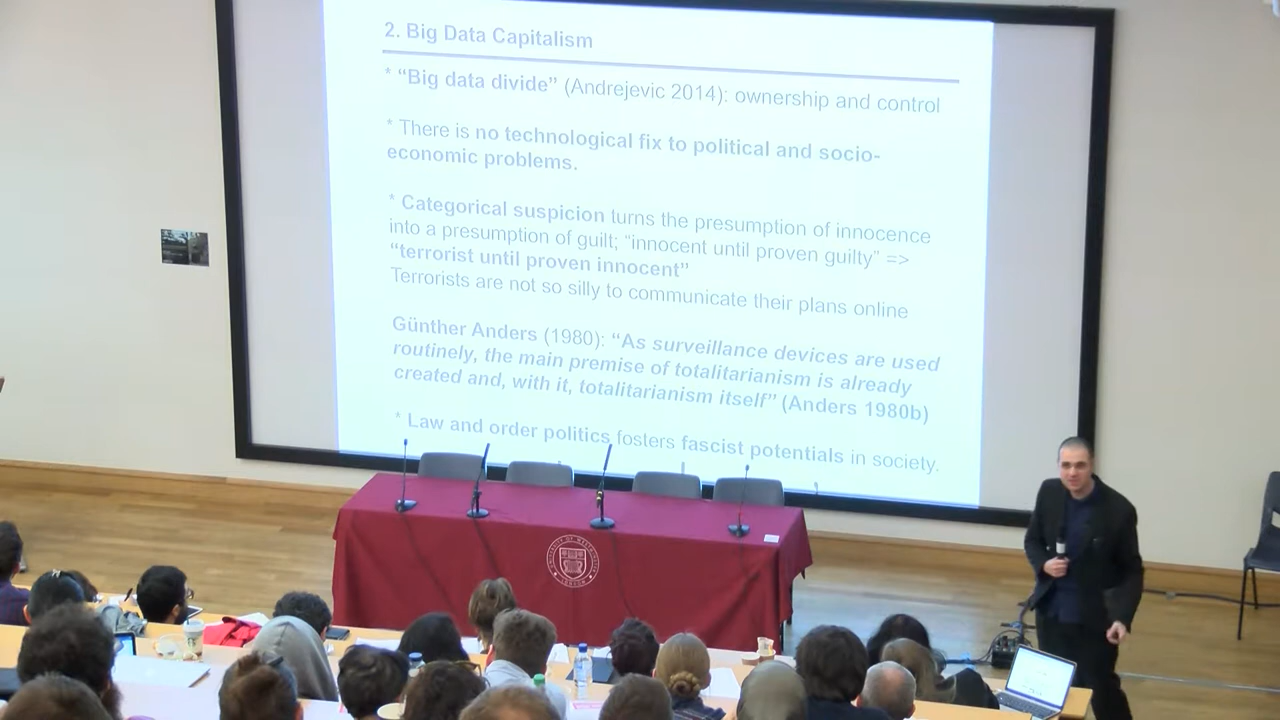 2. Big Data Capitalism
* “Big data divide” (Andrejevic 2014): ownership and control
* There is no technological fix to political and socio-
economic problems.
* Categorical suspicion turns the presumption of innocence
into a presumption of guilt; “innocent until proven guilty” =>
“terrorist until proven innocent”
Terrorists are not so silly to communicate their plans online
Günther Anders (1980): “As surveillance devices are used
routinely, the main premise of totalitarianism is already
created and, with it, totalitarianism itself” (Anders 1980b)
* Law and order politics fosters fascist potentials in society.